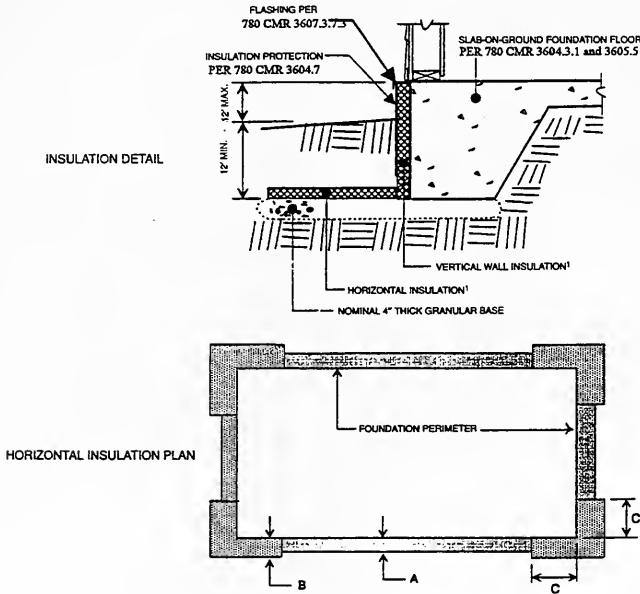 FLASHING PER
780 CMR 3607.3.7.3
INSULATION PROTECTION
PER 780 CMR 3604.7
SLAB-ON-GROUND FOUNDATION FLOOR
PER 780 CMR 3604.3.1 and 3605.5
12' MAX.
12' MIN.
INSULATION DETAIL
VERTICAL WALL INSULATION¹
HORIZONTAL INSULATION¹
NOMINAL 4" THICK GRANULAR BASE
FOUNDATION PERIMETER
HORIZONTAL INSULATION PLAN
C
B
A
C